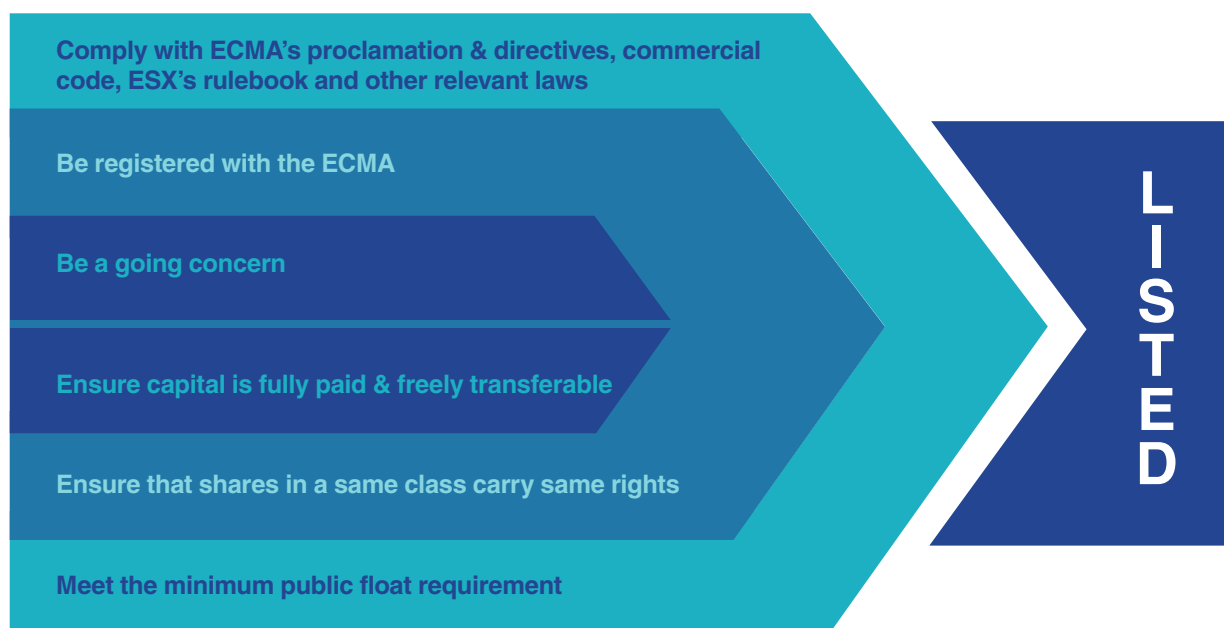 Comply with ECMA’s proclamation & directives, commercial
code, ESX’s rulebook and other relevant laws
Be registered with the ECMA
Be a going concern
Ensure capital is fully paid & freely transferable
Ensure that shares in a same class carry same rights
Meet the minimum public float requirement
LISTED